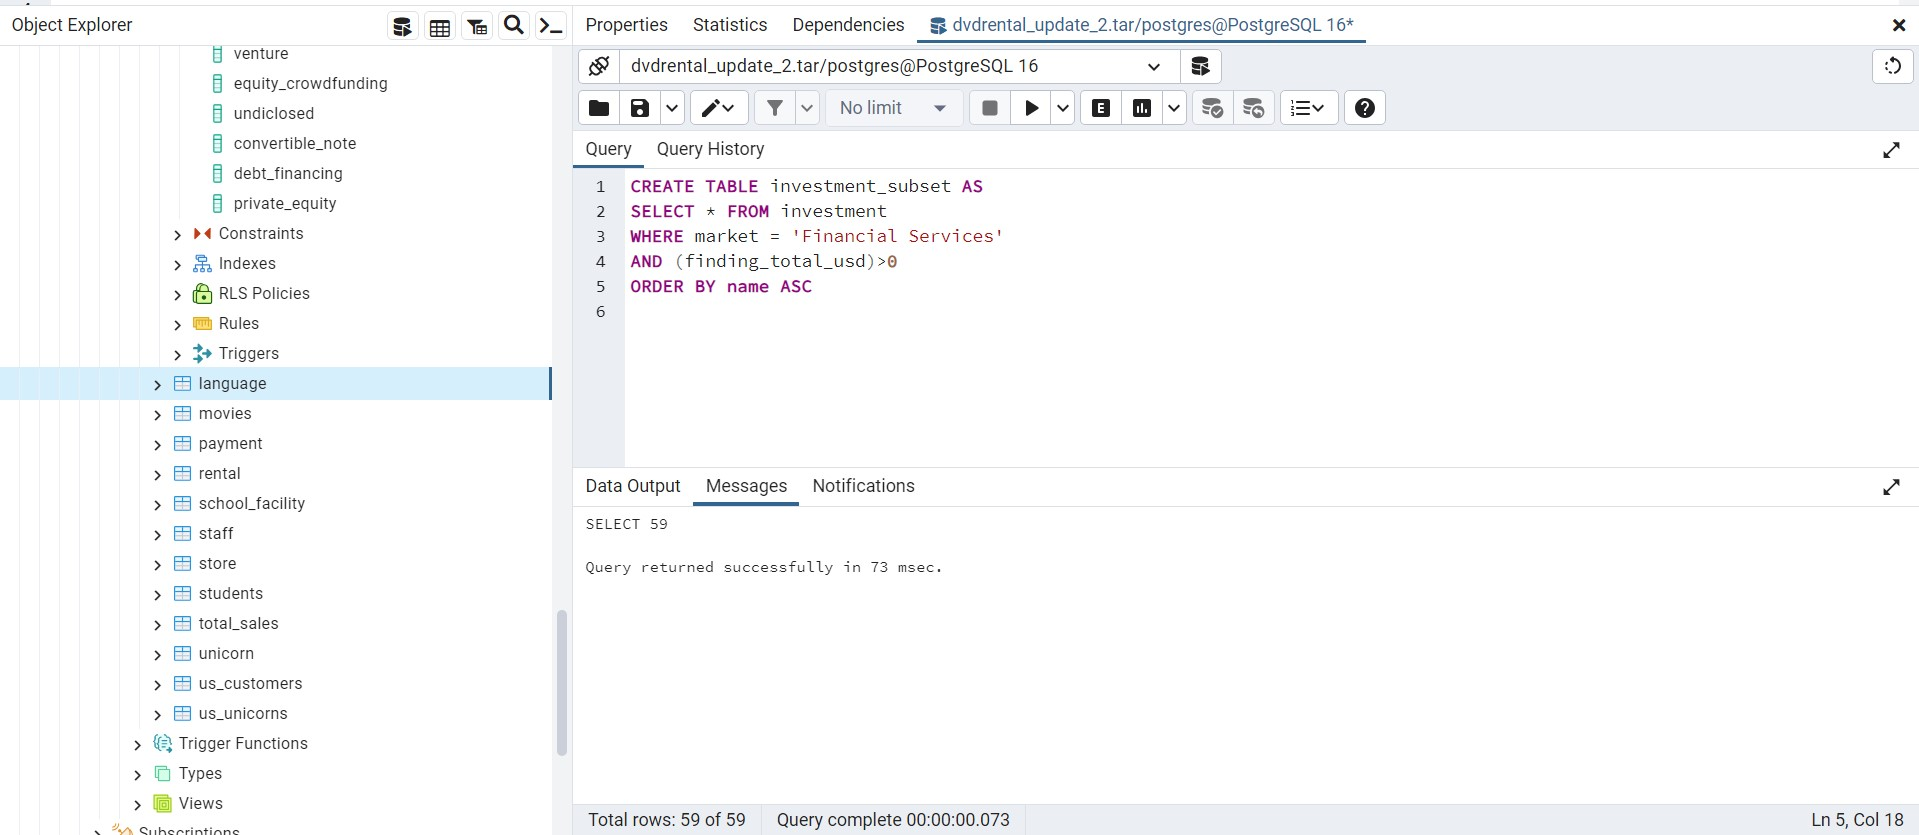 Object Explorer
venture
equity_crowdfunding
undiclosed
convertible_note
debt_financing
private_equity
Constraints
Indexes
RLS Policies
Rules
Triggers
language
movies
payment
rental
school_facility
staff
store
students
total_sales
unicorn
us_customers
us_unicorns
Trigger Functions
Types
Views
Subscriptions
Properties Statistics Dependencies dvdrental_update_2.tar/postgres@PostgreSQL 16*
dvdrental_update_2.tar/postgres@PostgreSQL 16
No limit E
Query Query History
1 CREATE TABLE investment_subset AS
2 SELECT * FROM investment
3 WHERE market = 'Financial Services'
4 AND (finding_total_usd)>0
5 ORDER BY name ASC
6
Data Output Messages Notifications
SELECT 59
Query returned successfully in 73 msec.
Total rows: 59 of 59 Query complete 00:00:00.073 Ln 5, Col 18